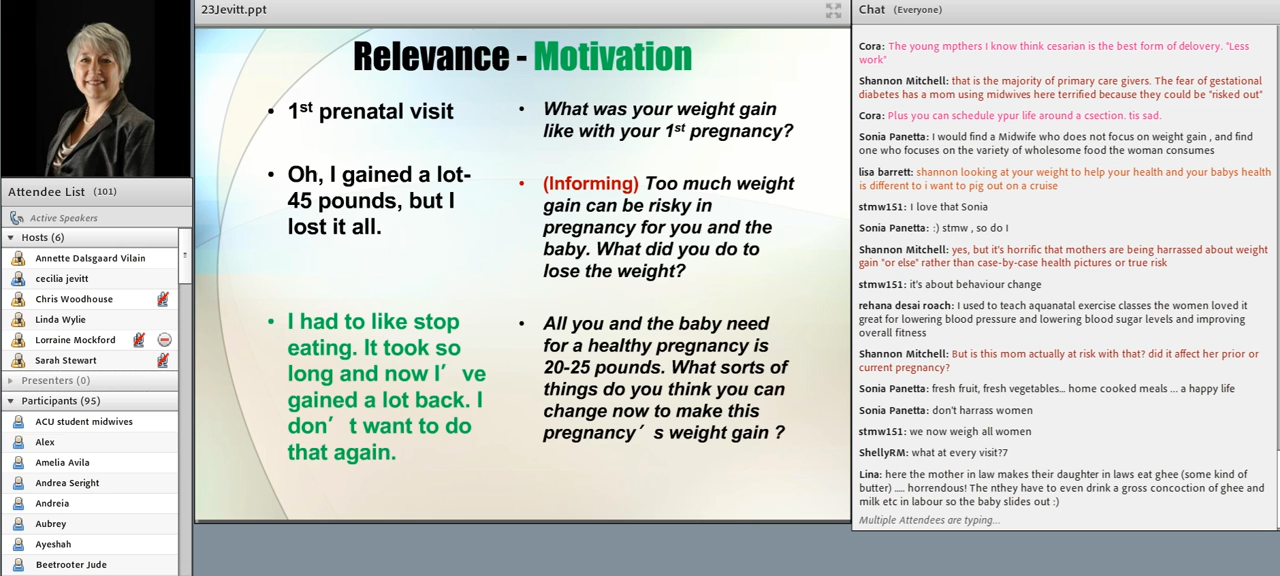 23Jevitt.ppt
Relevance - Motivation
• 1st prenatal visit
• Oh, I gained a lot-
45 pounds, but I
lost it all.
• I had to like stop
eating. It took so
long and now I’ ve
gained a lot back. I
don’ t want to do
that again.
• What was your weight gain
like with your 1st pregnancy?
• (Informing) Too much weight
gain can be risky in
pregnancy for you and the
baby. What did you do to
lose the weight?
• All you and the baby need
for a healthy pregnancy is
20-25 pounds. What sorts of
things do you think you can
change now to make this
pregnancy’ s weight gain ?
Attendee List (101)
Active Speakers
Hosts (6)
Annette Dalsgaard Vilain
cecilia jevitt
Chris Woodhouse
Linda Wylie
Lorraine Mockford
Sarah Stewart
Presenters (0)
Participants (95)
ACU student midwives
Alex
Amelia Avila
Andrea Seright
Andreia
Aubrey
Ayeshah
Beetrooter Jude
Chat (Everyone)
Cora: The young mpthers I know think cesarian is the best form of delovery. "Less
work"
Shannon Mitchell: that is the majority of primary care givers. The fear of gestational
diabetes has a mom using midwives here terrified because they could be "risked out"
Cora: Plus you can schedule ypur life around a csection. tis sad.
Sonia Panetta: I would find a Midwife who does not focus on weight gain , and find
one who focuses on the variety of wholesome food the woman consumes
lisa barrett: shannon looking at your weight to help your health and your babys health
is different to i want to pig out on a cruise
stmw151: I love that Sonia
Sonia Panetta: :) stmw , so do I
Shannon Mitchell: yes, but it's horrific that mothers are being harrassed about weight
gain "or else" rather than case-by-case health pictures or true risk
stmw151: it's about behaviour change
rehana desai roach: I used to teach aquanatal exercise classes the women loved it
great for lowering blood pressure and lowering blood sugar levels and improving
overall fitness
Shannon Mitchell: But is this mom actually at risk with that? did it affect her prior or
current pregnancy?
Sonia Panetta: fresh fruit, fresh vegetables... home cooked meals ... a happy life
Sonia Panetta: don't harrass women
stmw151: we now weigh all women
ShellyRM: what at every visit?7
Lina: here the mother in law makes their daughter in laws eat ghee (some kind of
butter) ..... horrendous! The nthey have to even drink a gross concoction of ghee and
milk etc in labour so the baby slides out :)
Multiple Attendees are typing...